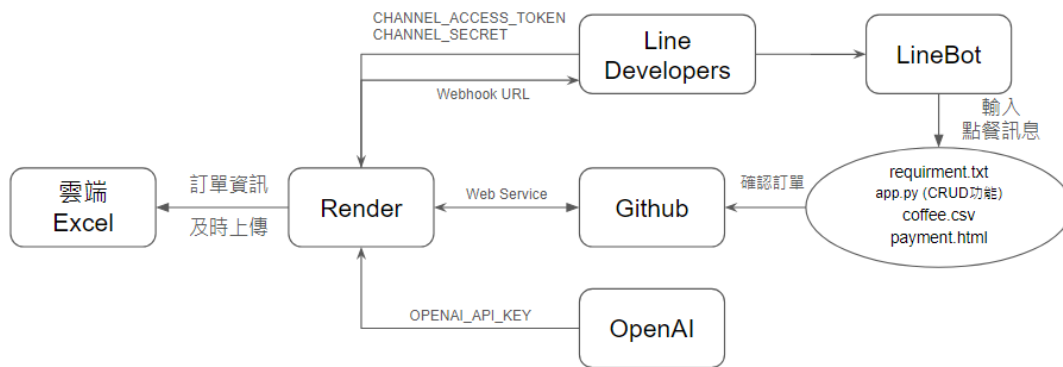 CHANNEL_ACCESS_TOKEN
CHANNEL_SECRET
Line
Developers
LineBot
Webhook URL
輸入
點餐訊息
雲端
Excel
訂單資訊
及時上傳
Render
Web Service
Github
確認訂單
requirment.txt
app.py (CRUD功能)
coffee.csv
payment.html
OPENAI_API_KEY
OpenAI